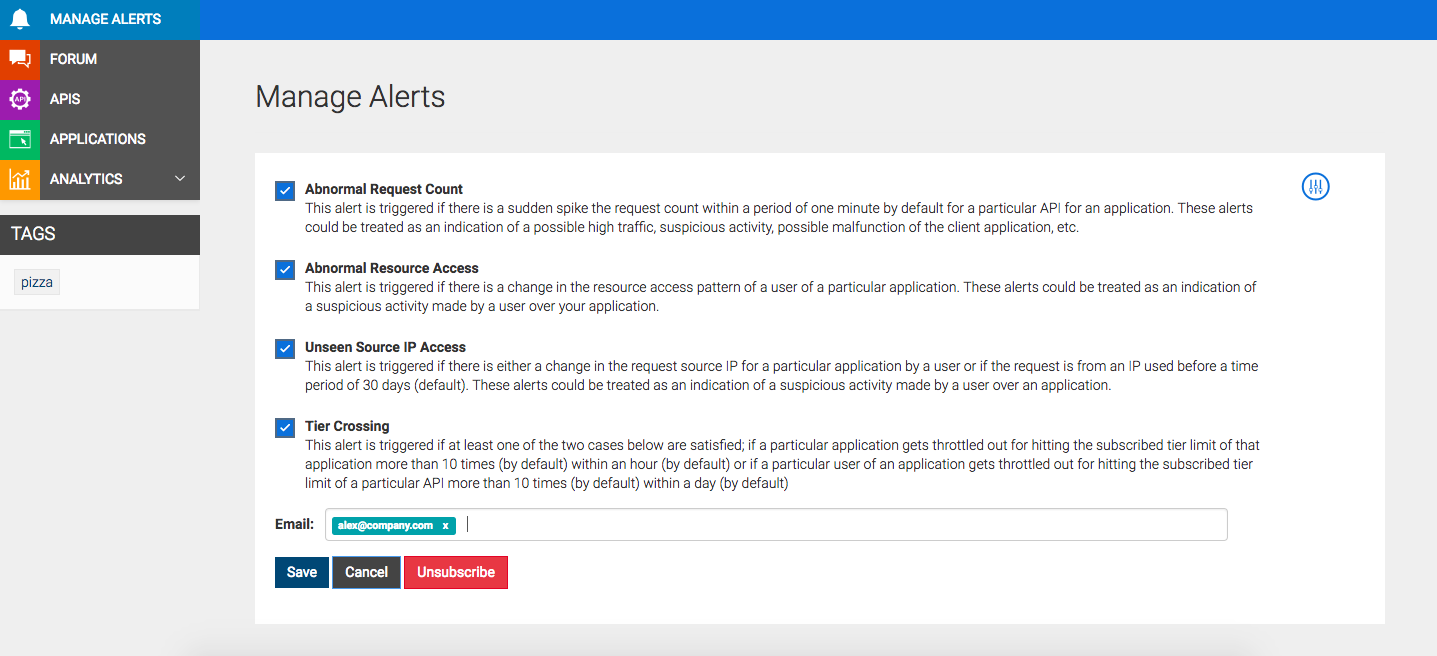 MANAGE ALERTS
FORUM
API
APIS
APPLICATIONS
ANALYTICS
TAGS
pizza
Manage Alerts
Abnormal Request Count
This alert is triggered if there is a sudden spike the request count within a period of one minute by default for a particular API for an application. These alerts
could be treated as an indication of a possible high traffic, suspicious activity, possible malfunction of the client application, etc.
Abnormal Resource Access
This alert is triggered if there is a change in the resource access pattern of a user of a particular application. These alerts could be treated as an indication of
a suspicious activity made by a user over your application.
Unseen Source IP Access
This alert is triggered if there is either a change in the request source IP for a particular application by a user or if the request is from an IP used before a time
period of 30 days (default). These alerts could be treated as an indication of a suspicious activity made by a user over an application.
Tier Crossing
This alert is triggered if at least one of the two cases below are satisfied; if a particular application gets throttled out for hitting the subscribed tier limit of that
application more than 10 times (by default) within an hour (by default) or if a particular user of an application gets throttled out for hitting the subscribed tier
limit of a particular API more than 10 times (by default) within a day (by default)
Email: alex@company.com x
Save Cancel Unsubscribe